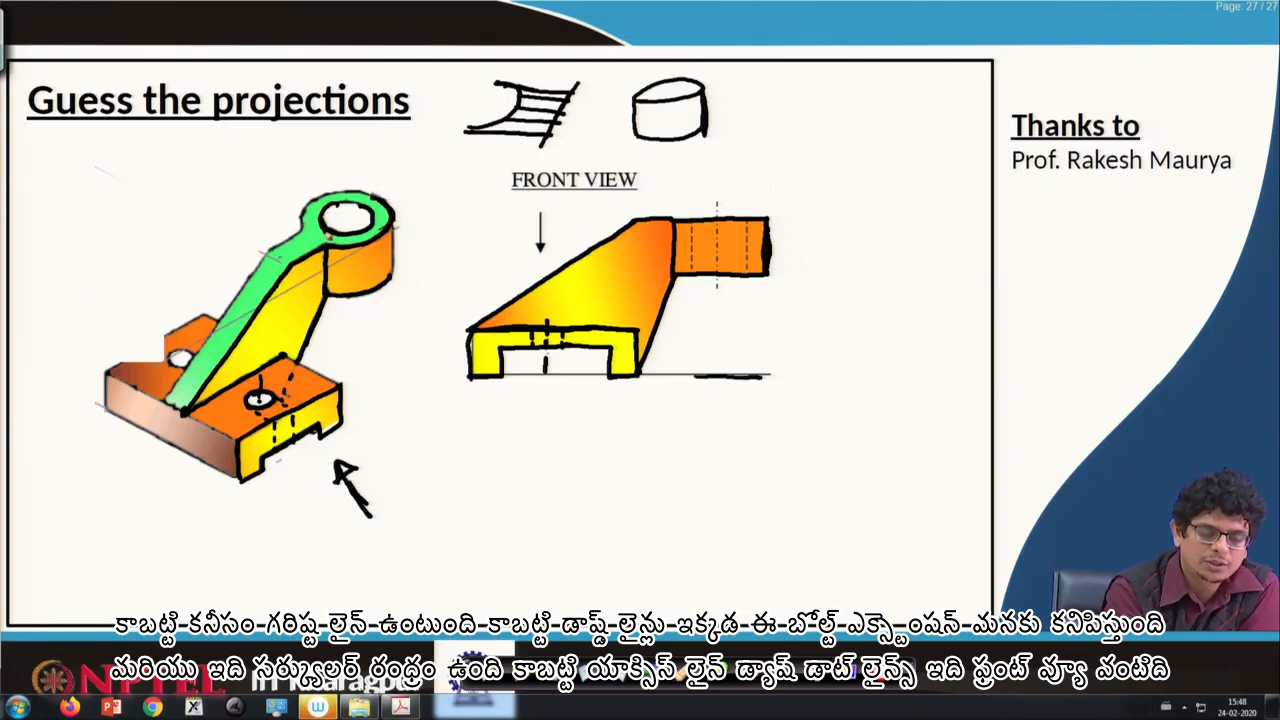 Page: 27 / 27
Guess the projections
Thanks to
Prof. Rakesh Maurya
FRONT VIEW
కాబట్టి-కనీసం-గరిష్ట-లైన్-ఉంటుంది-కాబట్టి-డాష్డ్-లైన్లు ఇక్కడ ఈ బోల్ట్-ఎక్స్టెంషన్-మనకు కనిపిస్తుంది
మరియు ఇది సర్క్యులర్ రంధ్రం ఉంది కాబట్టి యాక్సిస్ లైన్ డ్యాష్ డాట్ లైన్స్ ఇది ఫ్రంట్ వ్యూ వంటిది
NPTEL
15:48
24-02-2020